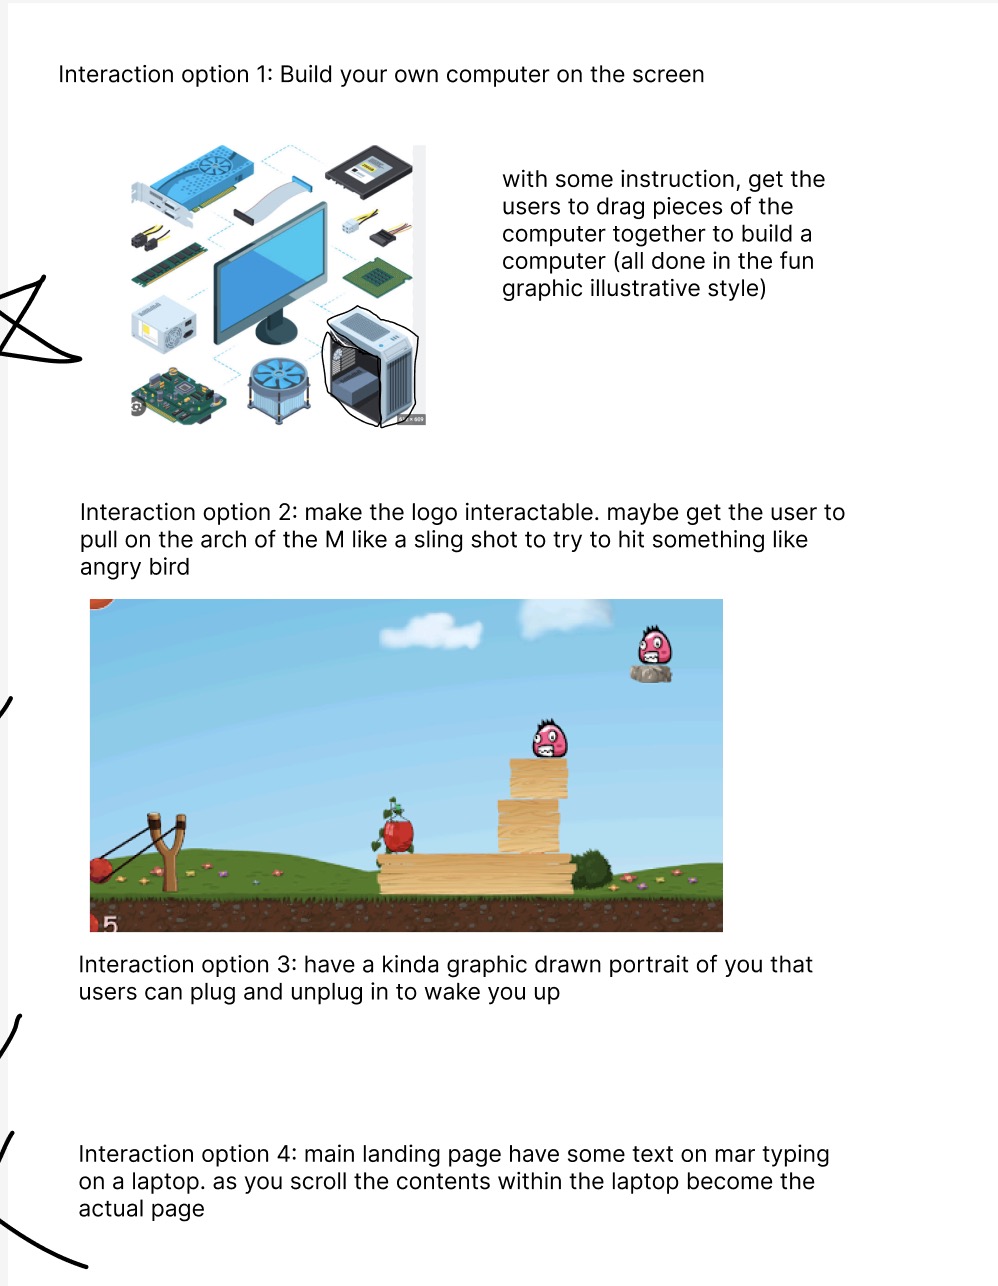 Interaction option 1: Build your own computer on the screen
with some instruction, get the
users to drag pieces of the
computer together to build a
computer (all done in the fun
graphic illustrative style)
Interaction option 2: make the logo interactable. maybe get the user to
pull on the arch of the M like a sling shot to try to hit something like
angry bird
5
Interaction option 3: have a kinda graphic drawn portrait of you that
users can plug and unplug in to wake you up
Interaction option 4: main landing page have some text on mar typing
on a laptop. as you scroll the contents within the laptop become the
actual page